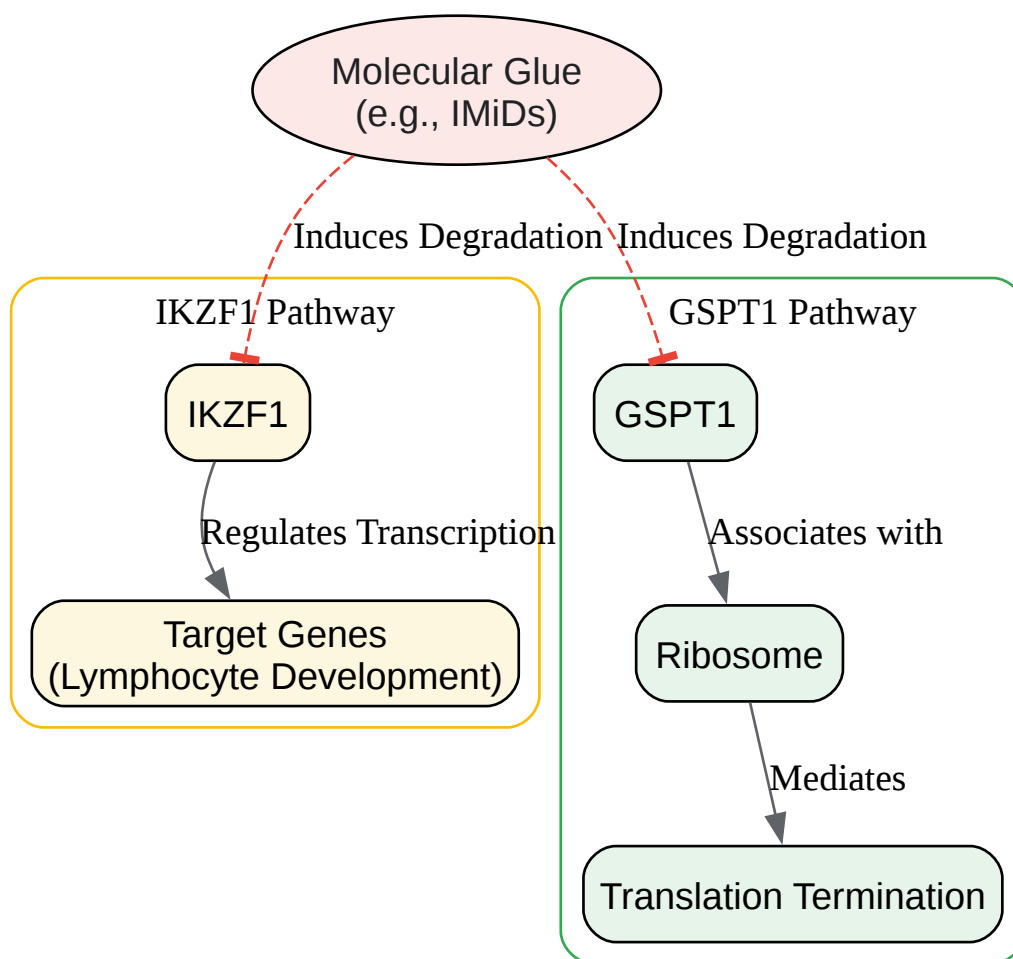 Molecular Glue
(e.g., IMiDs)
Induces Degradation
Induces Degradation
IKZF1 Pathway
GSPT1 Pathway
IKZF1
GSPT1
Regulates Transcription
Associates with
Target Genes
(Lymphocyte Development)
Ribosome
Mediates
Translation Termination